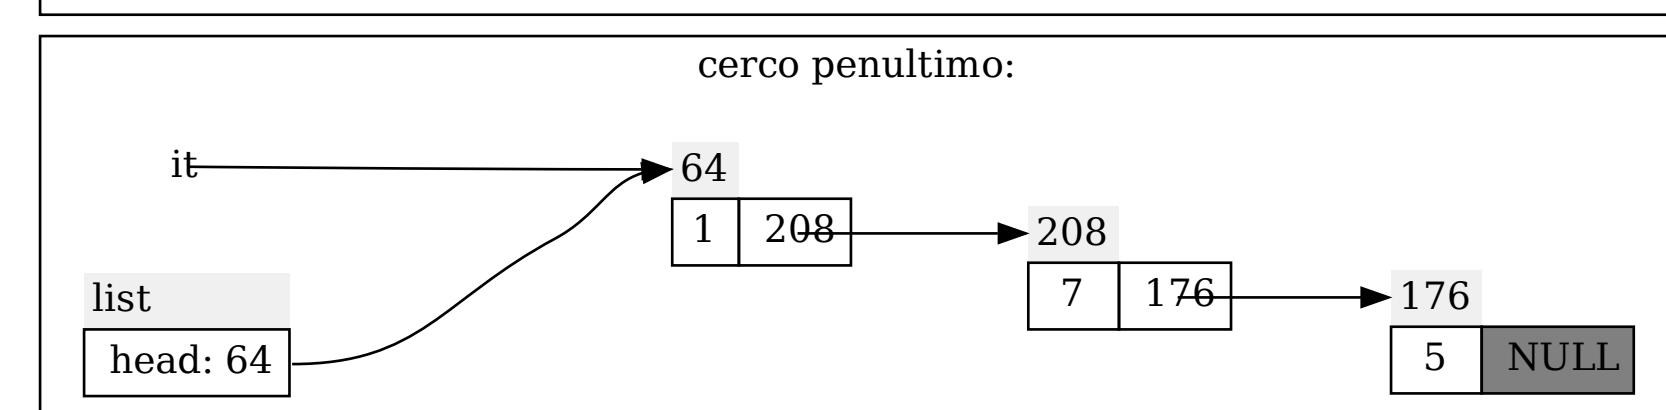 cerco penultimo:
it
64
1 208
208
7 176
list
head: 64
176
5 NULL